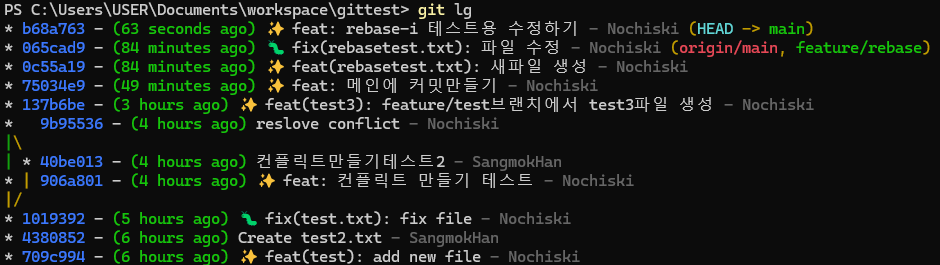 PS C:\Users\USER\Documents\workspace\gittest> git lg
* b68a763 - (63 seconds ago) ✨ feat: rebase-i 테스트용 수정하기 - Nochiski (HEAD -> main)
* 065cad9 - (84 minutes ago) 🐛 fix(rebasetest.txt): 파일 수정 - Nochiski (origin/main, feature/rebase)
* 0c55a19 - (84 minutes ago) ✨ feat(rebasetest.txt): 새파일 생성 - Nochiski
* 75034e9 - (49 minutes ago) ✨ feat: 메인에 커밋만들기 - Nochiski
* 137b6be - (3 hours ago) ✨ feat(test3): feature/test브랜치에서 test3파일 생성 - Nochiski
*   9b95536 - (4 hours ago) reslove conflict - Nochiski
|\
| * 40be013 - (4 hours ago) 컨플릭트만들기테스트2 - SangmokHan
* | 906a801 - (4 hours ago) ✨ feat: 컨플릭트 만들기 테스트 - Nochiski
|/
* 1019392 - (5 hours ago) 🐛 fix(test.txt): fix file - Nochiski
* 4380852 - (6 hours ago) Create test2.txt - SangmokHan
* 709c994 - (6 hours ago) ✨ feat(test): add new file - Nochiski